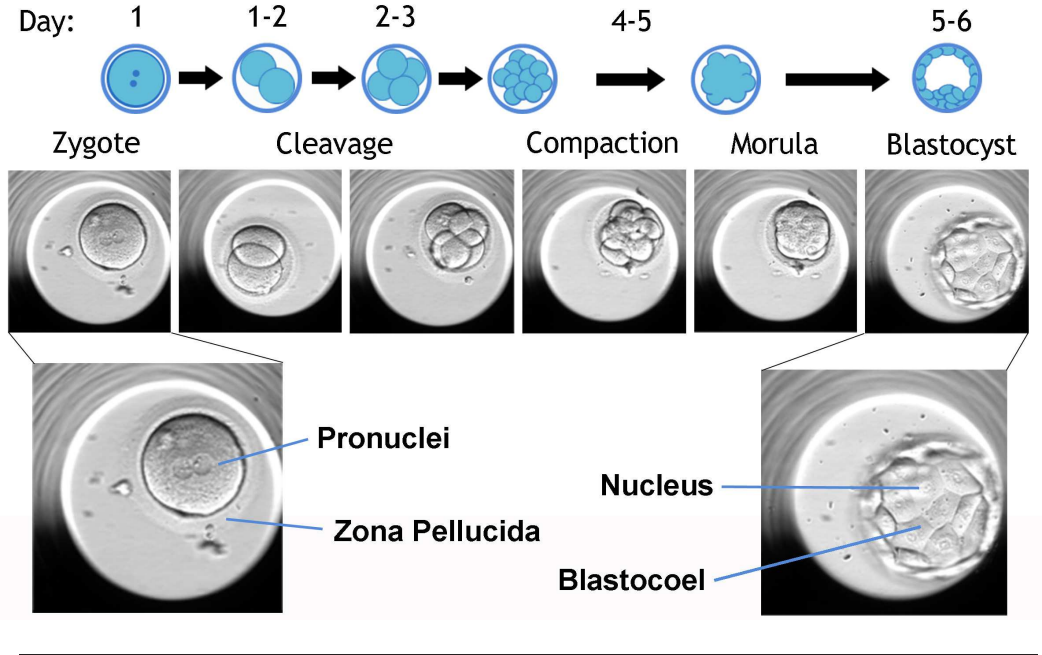 Day: 1 1-2 2-3 4-5 5-6
Zygote Cleavage Compaction Morula Blastocyst
Pronuclei
Nucleus
Zona Pellucida
Blastocoel